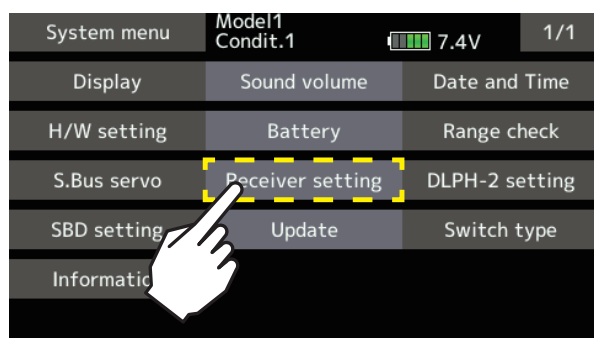 System menu
Model1
Condit.1
7.4V
1/1
Display
Sound volume
Date and Time
H/W setting
Battery
Range check
S.Bus servo
Receiver setting
DLPH-2 setting
SBD setting
Update
Switch type
Informatio